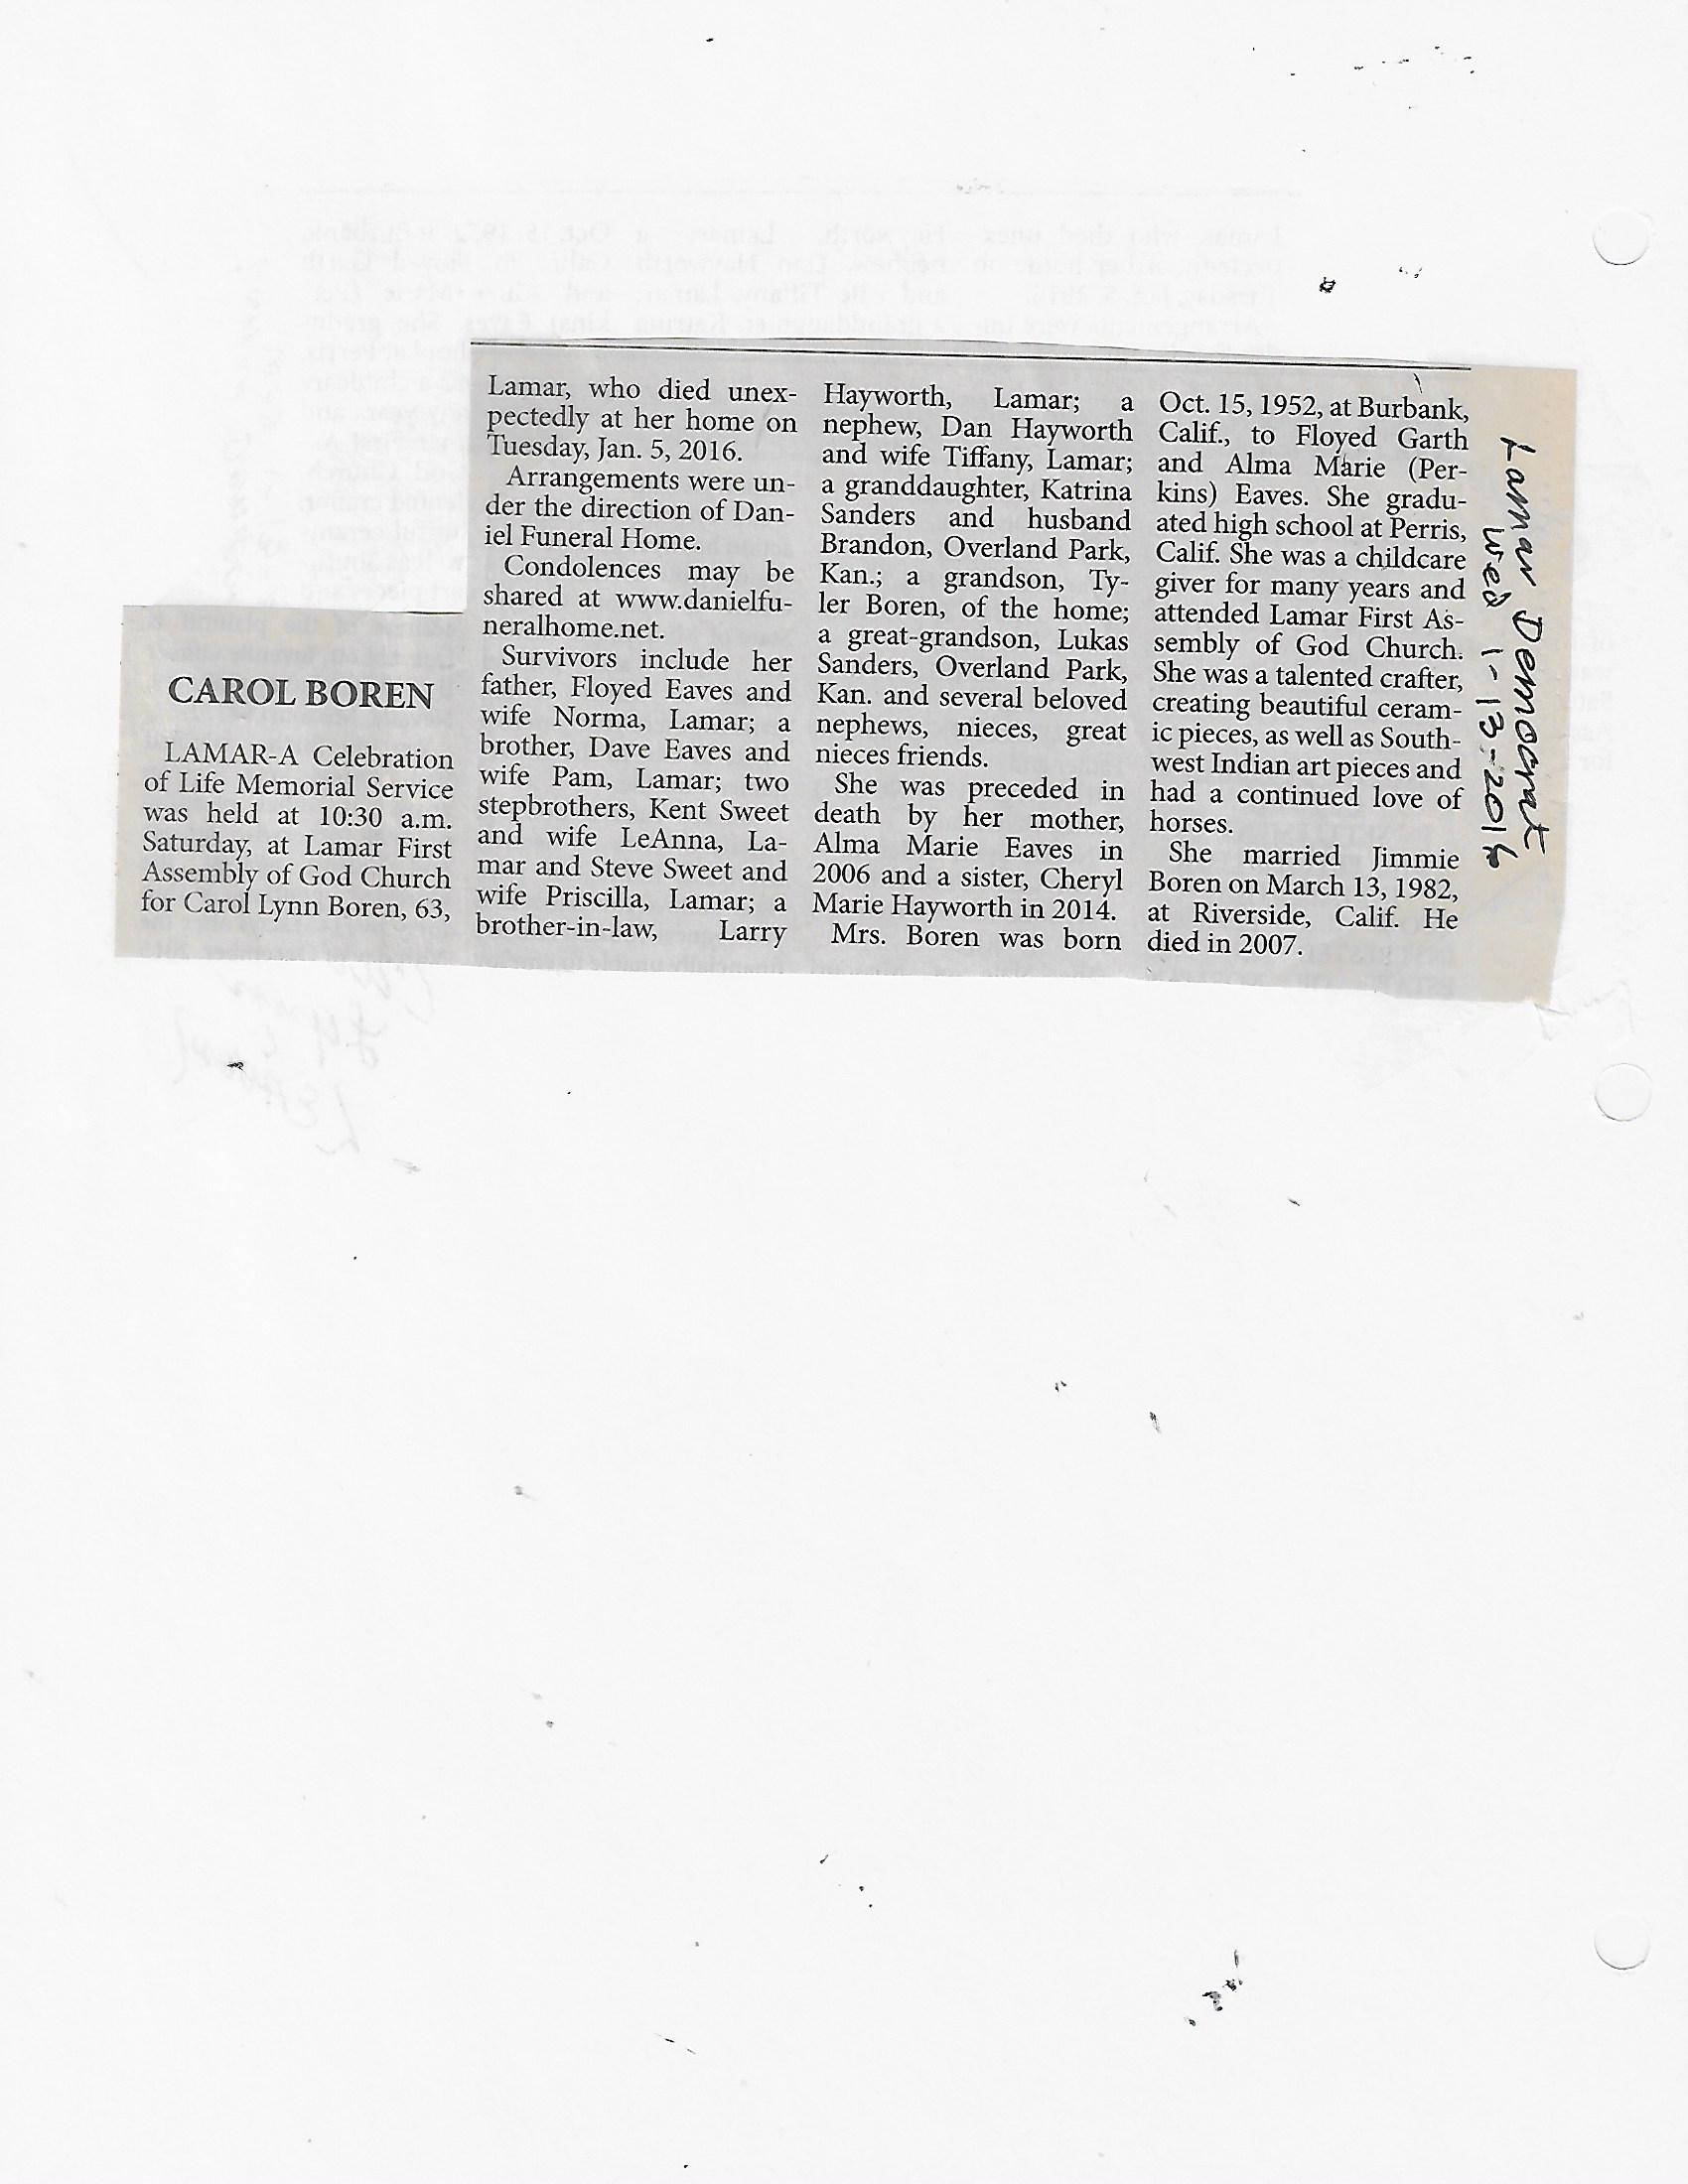 CAROL BOREN
LAMAR-A Celebration
of Life Memorial Service
was held at 10:30 a.m.
Saturday, at Lamar First
Assembly of God Church
for Carol Lynn Boren, 63,
Lamar, who died unex-
pectedly at her home on
Tuesday, Jan. 5, 2016.
Arrangements were un-
der the direction of Dan-
iel Funeral Home.
Condolences may be
shared at www.danielfu-
neralhome.net.
Survivors include her
father, Floyed Eaves and
wife Norma, Lamar; a
brother, Dave Eaves and
wife Pam, Lamar; two
stepbrothers, Kent Sweet
and wife LeAnna, La-
mar and Steve Sweet and
wife Priscilla, Lamar; a
brother-in-law, Larry
Hayworth, Lamar; a
nephew, Dan Hayworth
and wife Tiffany, Lamar;
a granddaughter, Katrina
Sanders and husband
Brandon, Overland Park,
Kan.; a grandson, Ty-
ler Boren, of the home;
a great-grandson, Lukas
Sanders, Overland Park,
Kan. and several beloved
nephews, nieces, great
nieces friends.
She was preceded in
death by her mother,
Alma Marie Eaves in
2006 and a sister, Cheryl
Marie Hayworth in 2014.
Mrs. Boren was born
Oct. 15, 1952, at Burbank,
Calif., to Floyed Garth
and Alma Marie (Per-
kins) Eaves. She gradu-
ated high school at Perris,
Calif. She was a childcare
giver for many years and
attended Lamar First As-
sembly of God Church.
She was a talented crafter,
creating beautiful ceram-
ic pieces, as well as South-
west Indian art pieces and
had a continued love of
horses.
She married Jimmie
Boren on March 13, 1982,
at Riverside, Calif. He
died in 2007.
Lamar Democrat
Wed 1-13-2016